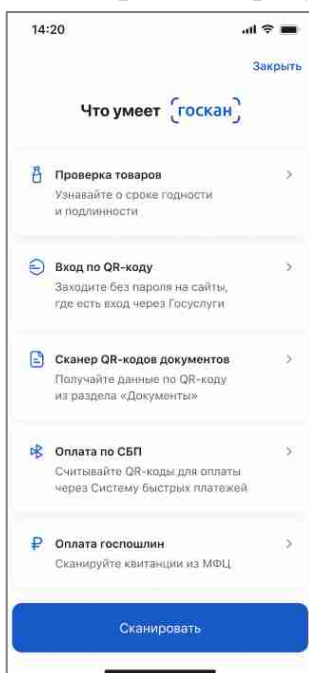 14:20
Закрыть
Что умеет госкан
Проверка товаров
Узнавайте о сроке годности
и подлинности
Вход по QR-коду
Заходите без пароля на сайты,
где есть вход через Госуслуги
Сканер QR-кодов документов
Получайте данные по QR-коду
из раздела «Документы»
Оплата по СБП
Считывайте QR-коды для оплаты
через Систему быстрых платежей
Оплата госпошлин
Сканируйте квитанции из МФЦ
Сканировать